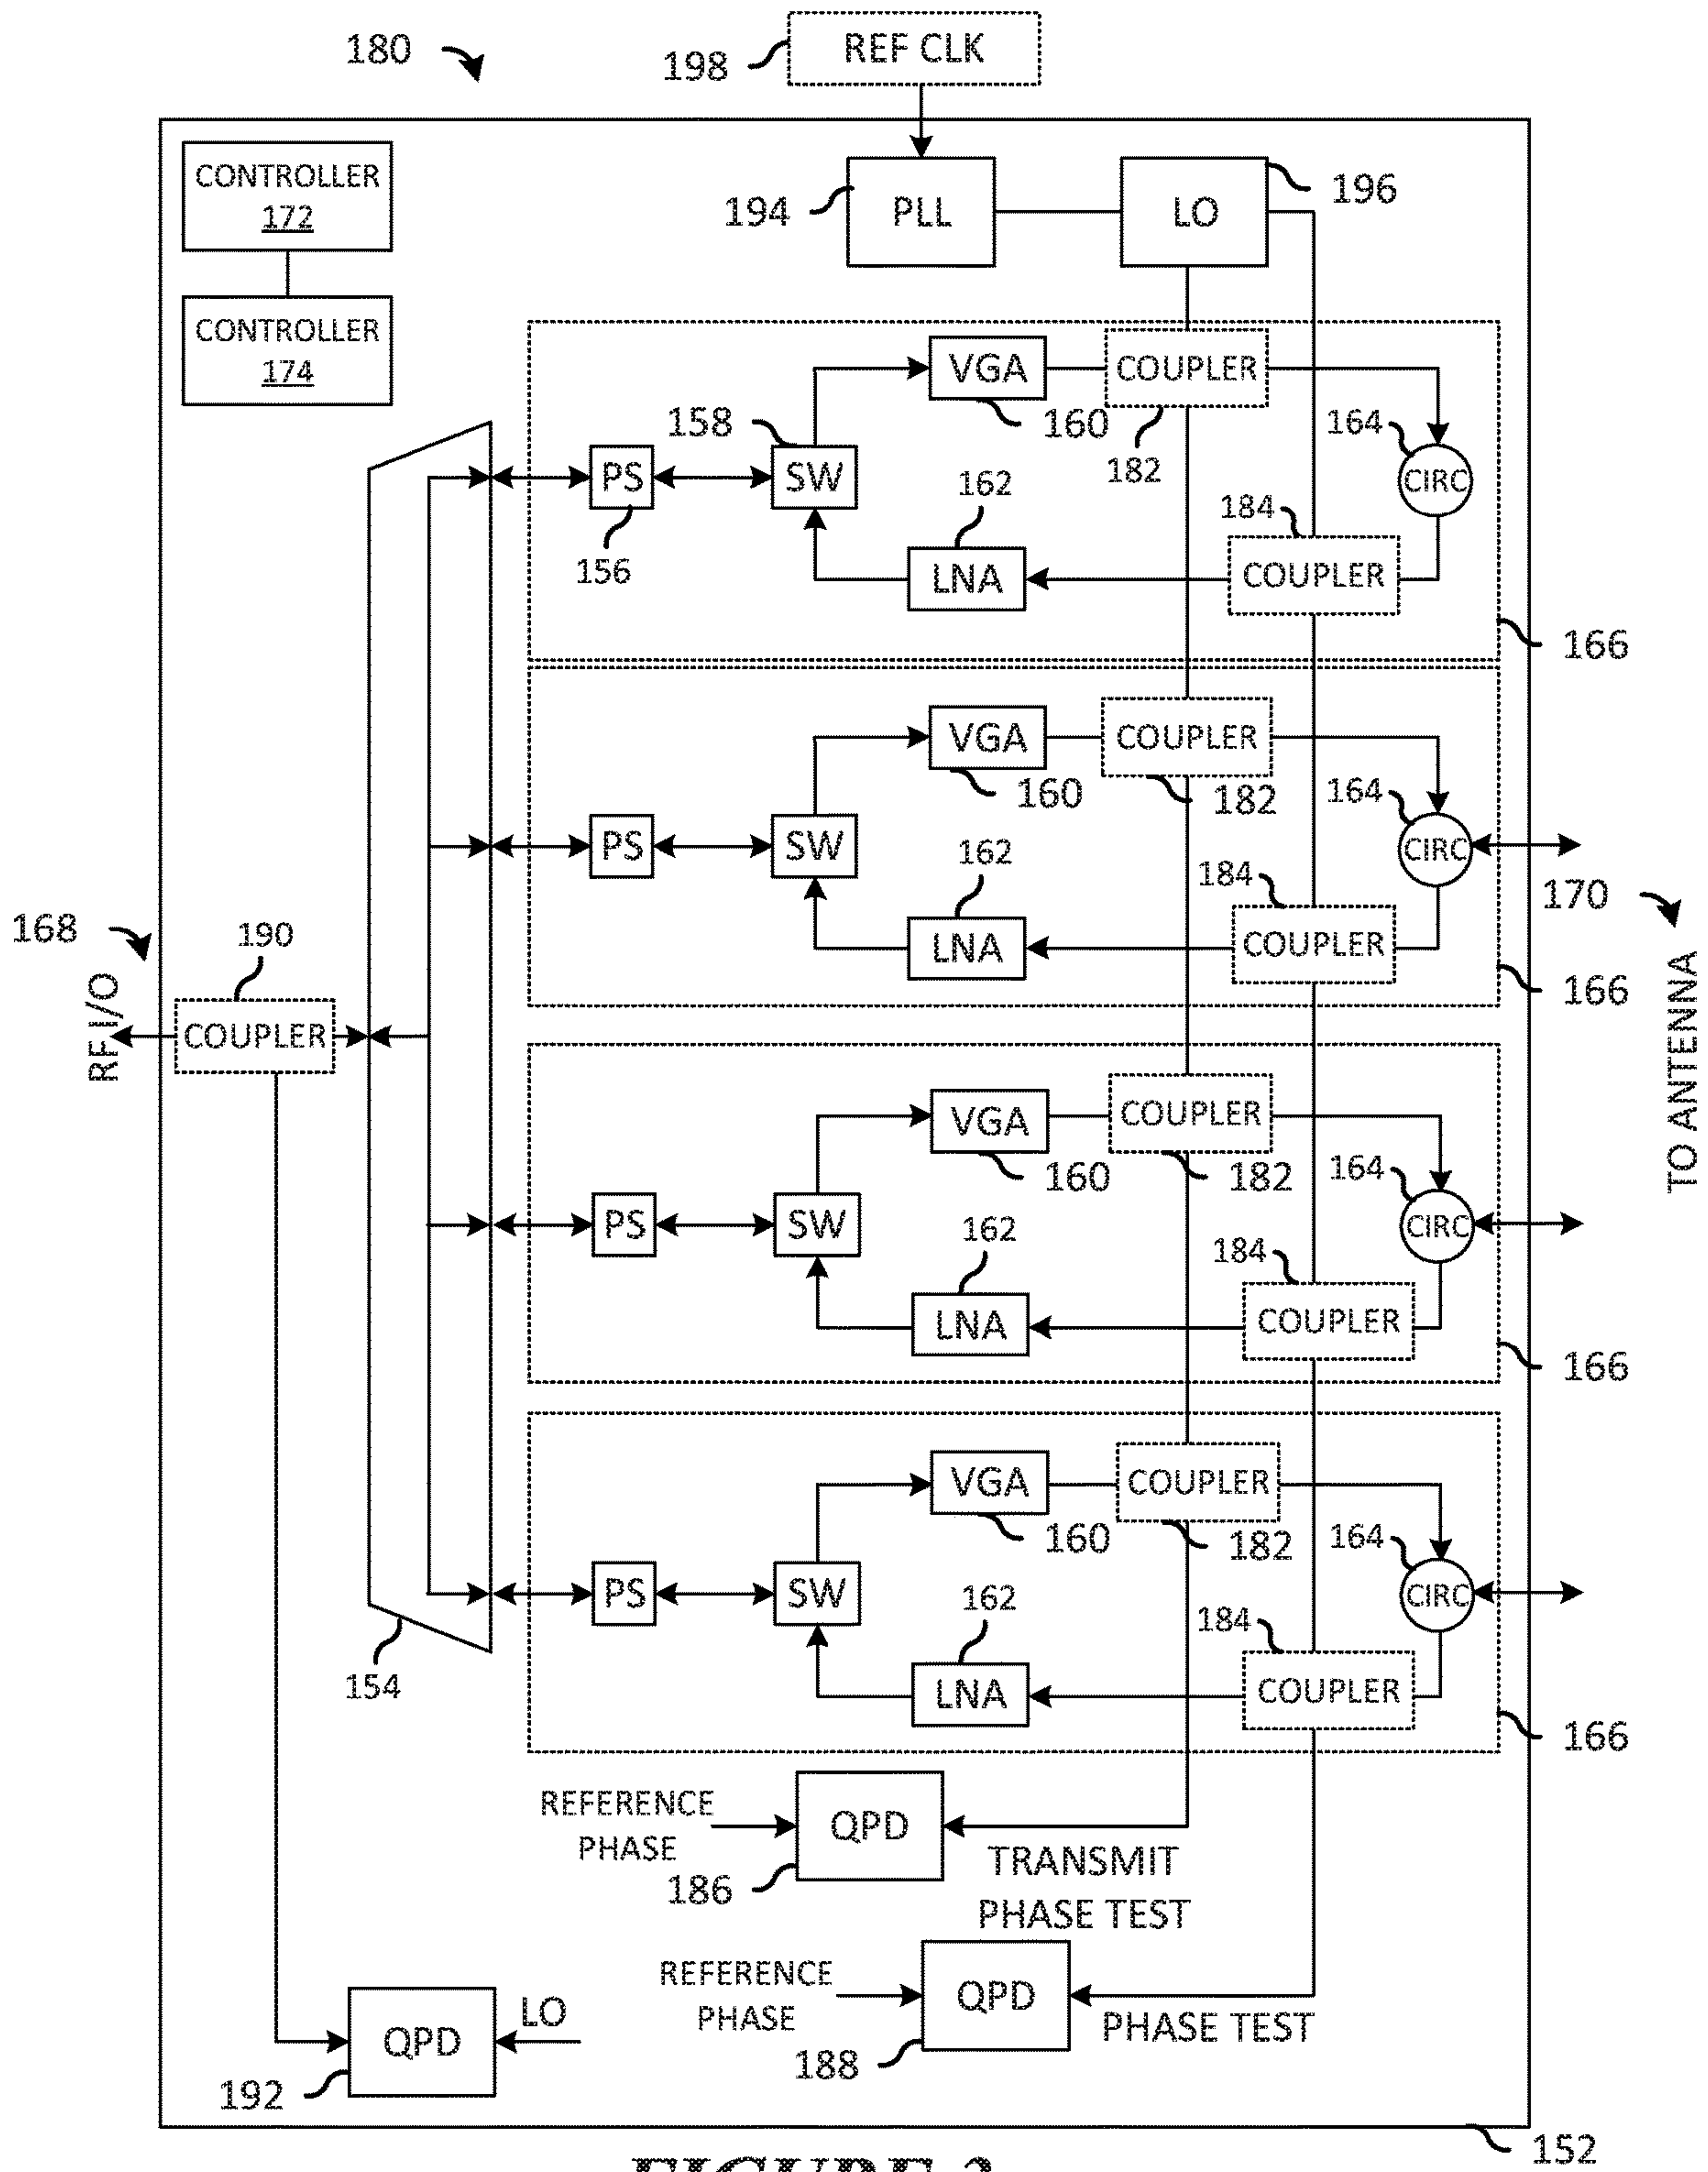 180
198
REF CLK
CONTROLLER
172
194
PLL
LO
196
CONTROLLER
174
VGA
COUPLER
158
160
164
182
PS
SW
CIRC
162
184
156
LNA
COUPLER
166
VGA
COUPLER
160
182
164
PS
SW
CIRC
162
184
170
168
190
LNA
COUPLER
166
RF I/O
COUPLER
TO ANTENNA
VGA
COUPLER
160
182
164
PS
SW
CIRC
162
184
LNA
COUPLER
166
VGA
COUPLER
160
182
164
PS
SW
CIRC
162
184
154
LNA
COUPLER
166
REFERENCE
PHASE
QPD
186
TRANSMIT
PHASE TEST
REFERENCE
PHASE
QPD
188
PHASE TEST
LO
QPD
192
152